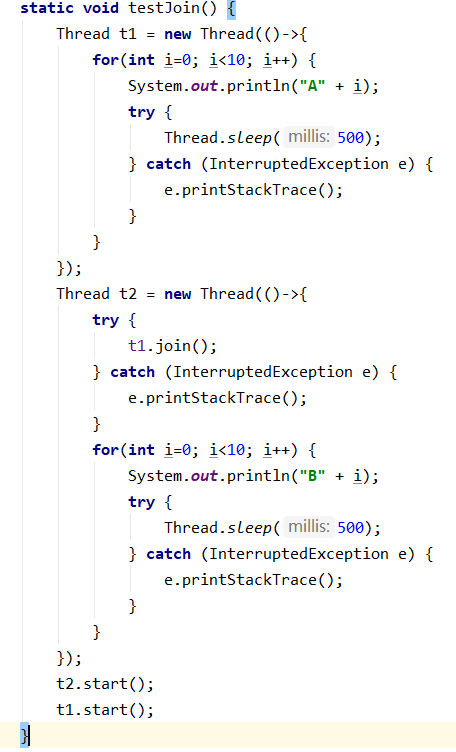 static void testJoin() {
    Thread t1 = new Thread(()->{
        for(int i=0; i<10; i++) {
            System.out.println("A" + i);
            try {
                Thread.sleep( millis: 500);
            } catch (InterruptedException e) {
                e.printStackTrace();
            }
        }
    });
    Thread t2 = new Thread(()->{
        try {
            t1.join();
        } catch (InterruptedException e) {
            e.printStackTrace();
        }
        for(int i=0; i<10; i++) {
            System.out.println("B" + i);
            try {
                Thread.sleep( millis: 500);
            } catch (InterruptedException e) {
                e.printStackTrace();
            }
        }
    });
    t2.start();
    t1.start();
}